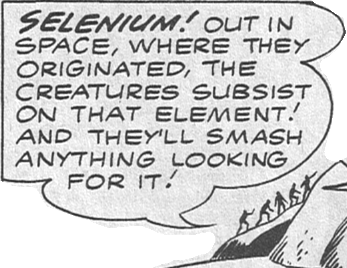 SELENIUM! OUT IN
SPACE, WHERE THEY
ORIGINATED, THE
CREATURES SUBSIST
ON THAT ELEMENT!
AND THEY'LL SMASH
ANYTHING LOOKING
FOR IT!